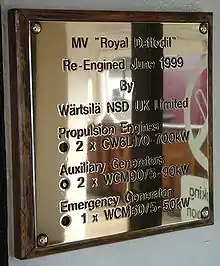 MV "Royal Daffodil"
Re-Engined June 1999
By
Wärtsilä NSD UK Limited
Propulsion Engines
2 x CW6L170-700kW
Auxiliary Generators
2 x WCM90/5-90kW
Emergency Generator
1 x WCM50/5-50kW